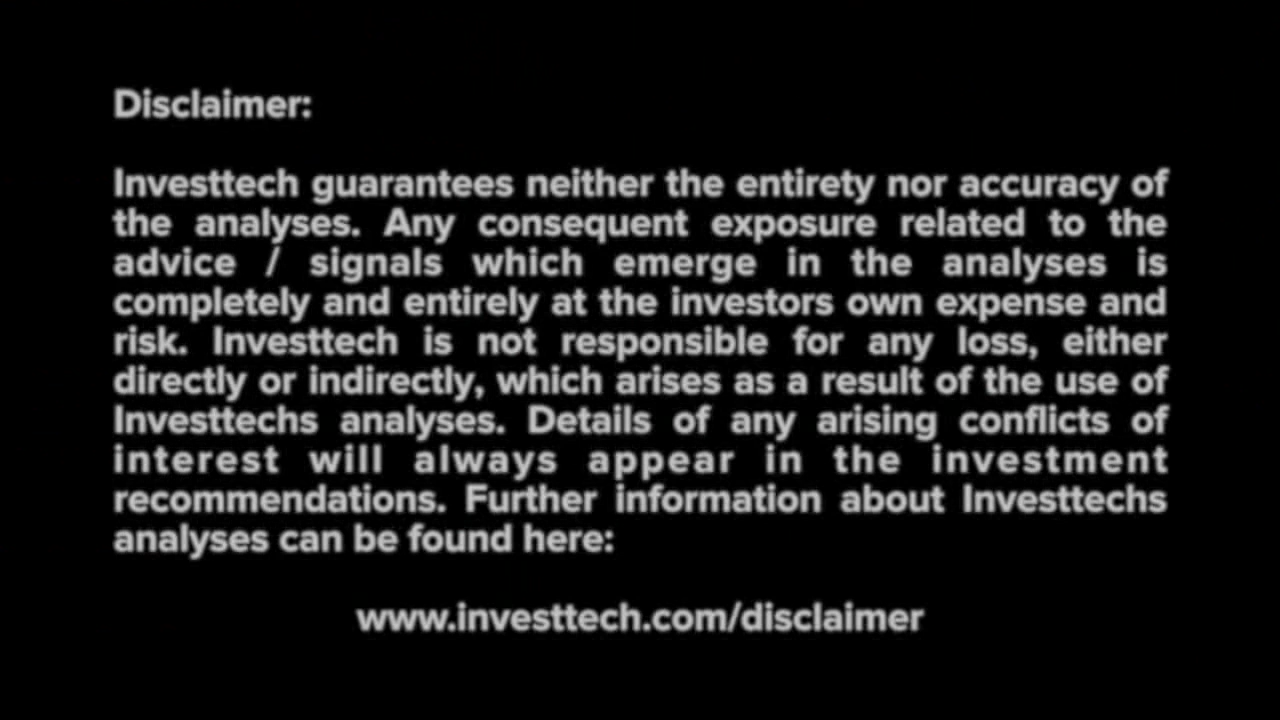 Disclaimer:
Investtech guarantees neither the entirety nor accuracy of
the analyses. Any consequent exposure related to the
advice / signals which emerge in the analyses is
completely and entirely at the investors own expense and
risk. Investtech is not responsible for any loss, either
directly or indirectly, which arises as a result of the use of
Investtechs analyses. Details of any arising conflicts of
interest will always appear in the investment
recommendations. Further information about Investtechs
analyses can be found here:
www.investtech.com/disclaimer